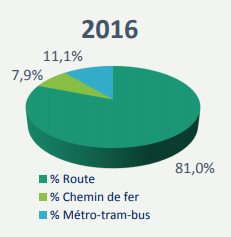 2016
11,1%
7,9%
81,0%
% Route
% Chemin de fer
% Métro-tram-bus